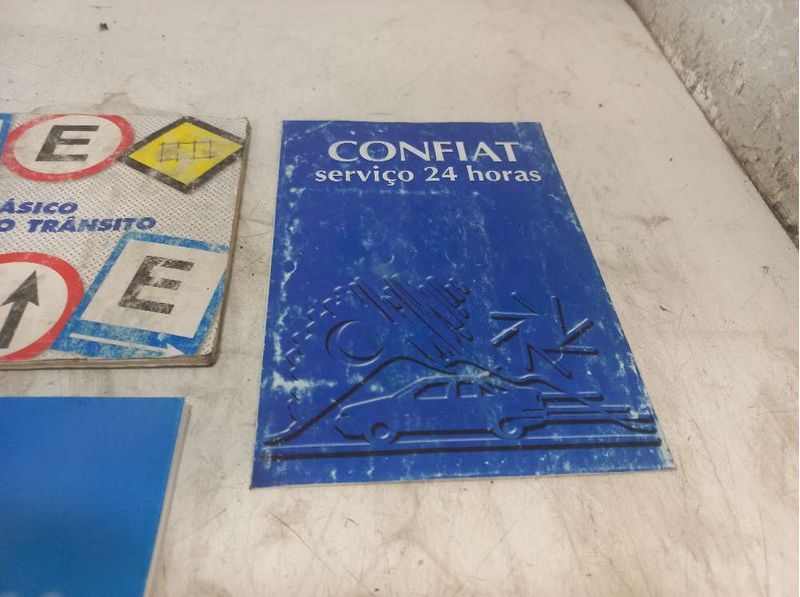 E
ÁSICO
O TRÂNSITO
E
CONFIAT
serviço 24 horas